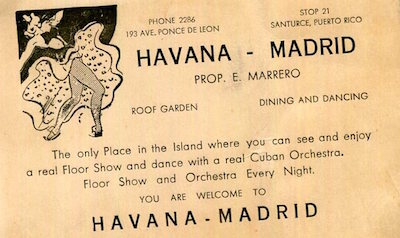 PHONE 2286
193 AVE. PONCE DE LEON
STOP 21
SANTURCE, PUERTO RICO
HAVANA - MADRID
PROP. E. MARRERO
ROOF GARDEN
DINING AND DANCING
The only Place in the Island where you can see and enjoy
a real Floor Show and dance with a real Cuban Orchestra.
Floor Show and Orchestra Every Night.
YOU ARE WELCOME TO
HAVANA - MADRID